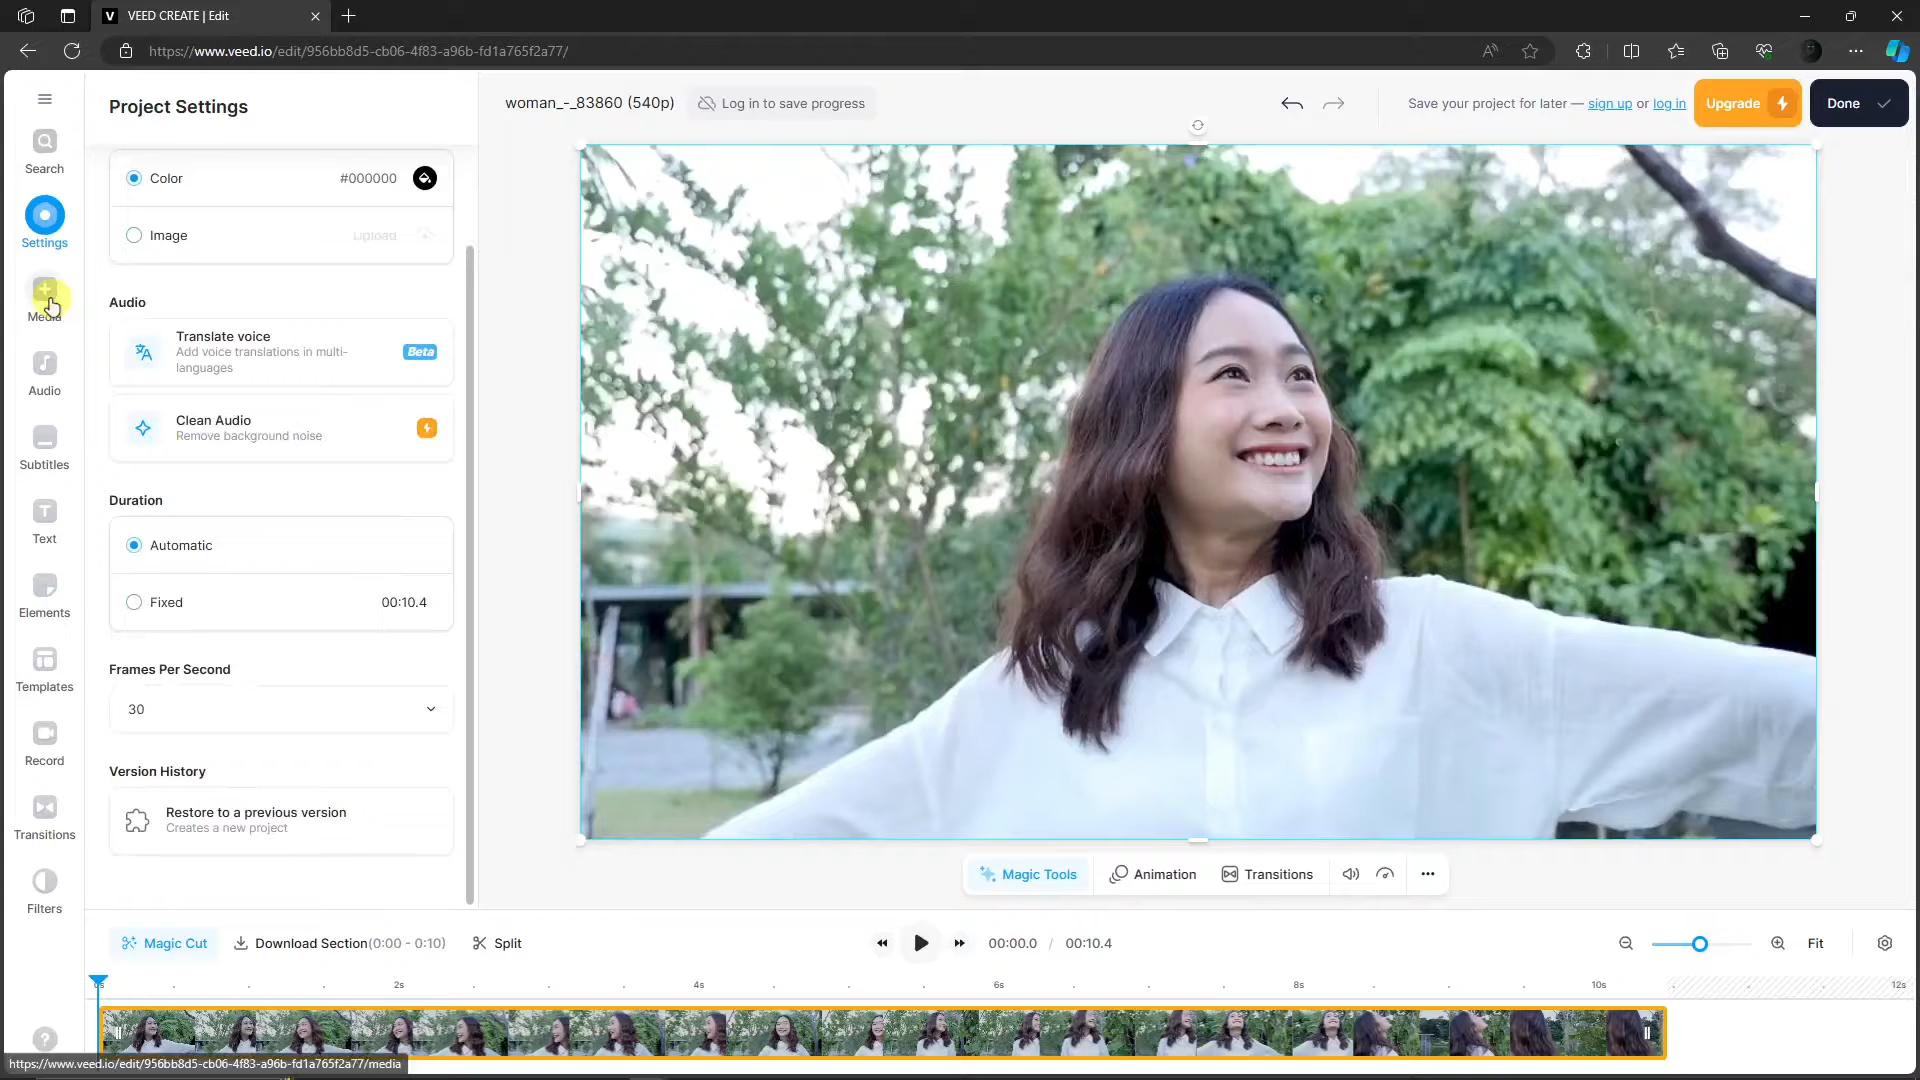 VEED CREATE | Edit
https://www.veed.io/edit/956bb8d5-cb06-4f83-a96b-fd1a765f2a77/
Project Settings
woman_-_83860 (540p)
Log in to save progress
Save your project for later — sign up or log in
Upgrade
Done
Search
Settings
Media
Audio
Subtitles
Text
Elements
Templates
Record
Transitions
Filters
Color
#000000
Image
Upload
Audio
Translate voice
Add voice translations in multi-
languages
Beta
Clean Audio
Remove background noise
Duration
Automatic
Fixed
00:10.4
Frames Per Second
30
Version History
Restore to a previous version
Creates a new project
Magic Tools
Animation
Transitions
Magic Cut
Download Section(0:00 - 0:10)
Split
00:00.0 / 00:10.4
Fit
0s 2s 4s 6s 8s 10s 12s
https://www.veed.io/edit/956bb8d5-cb06-4f83-a96b-fd1a765f2a77/media